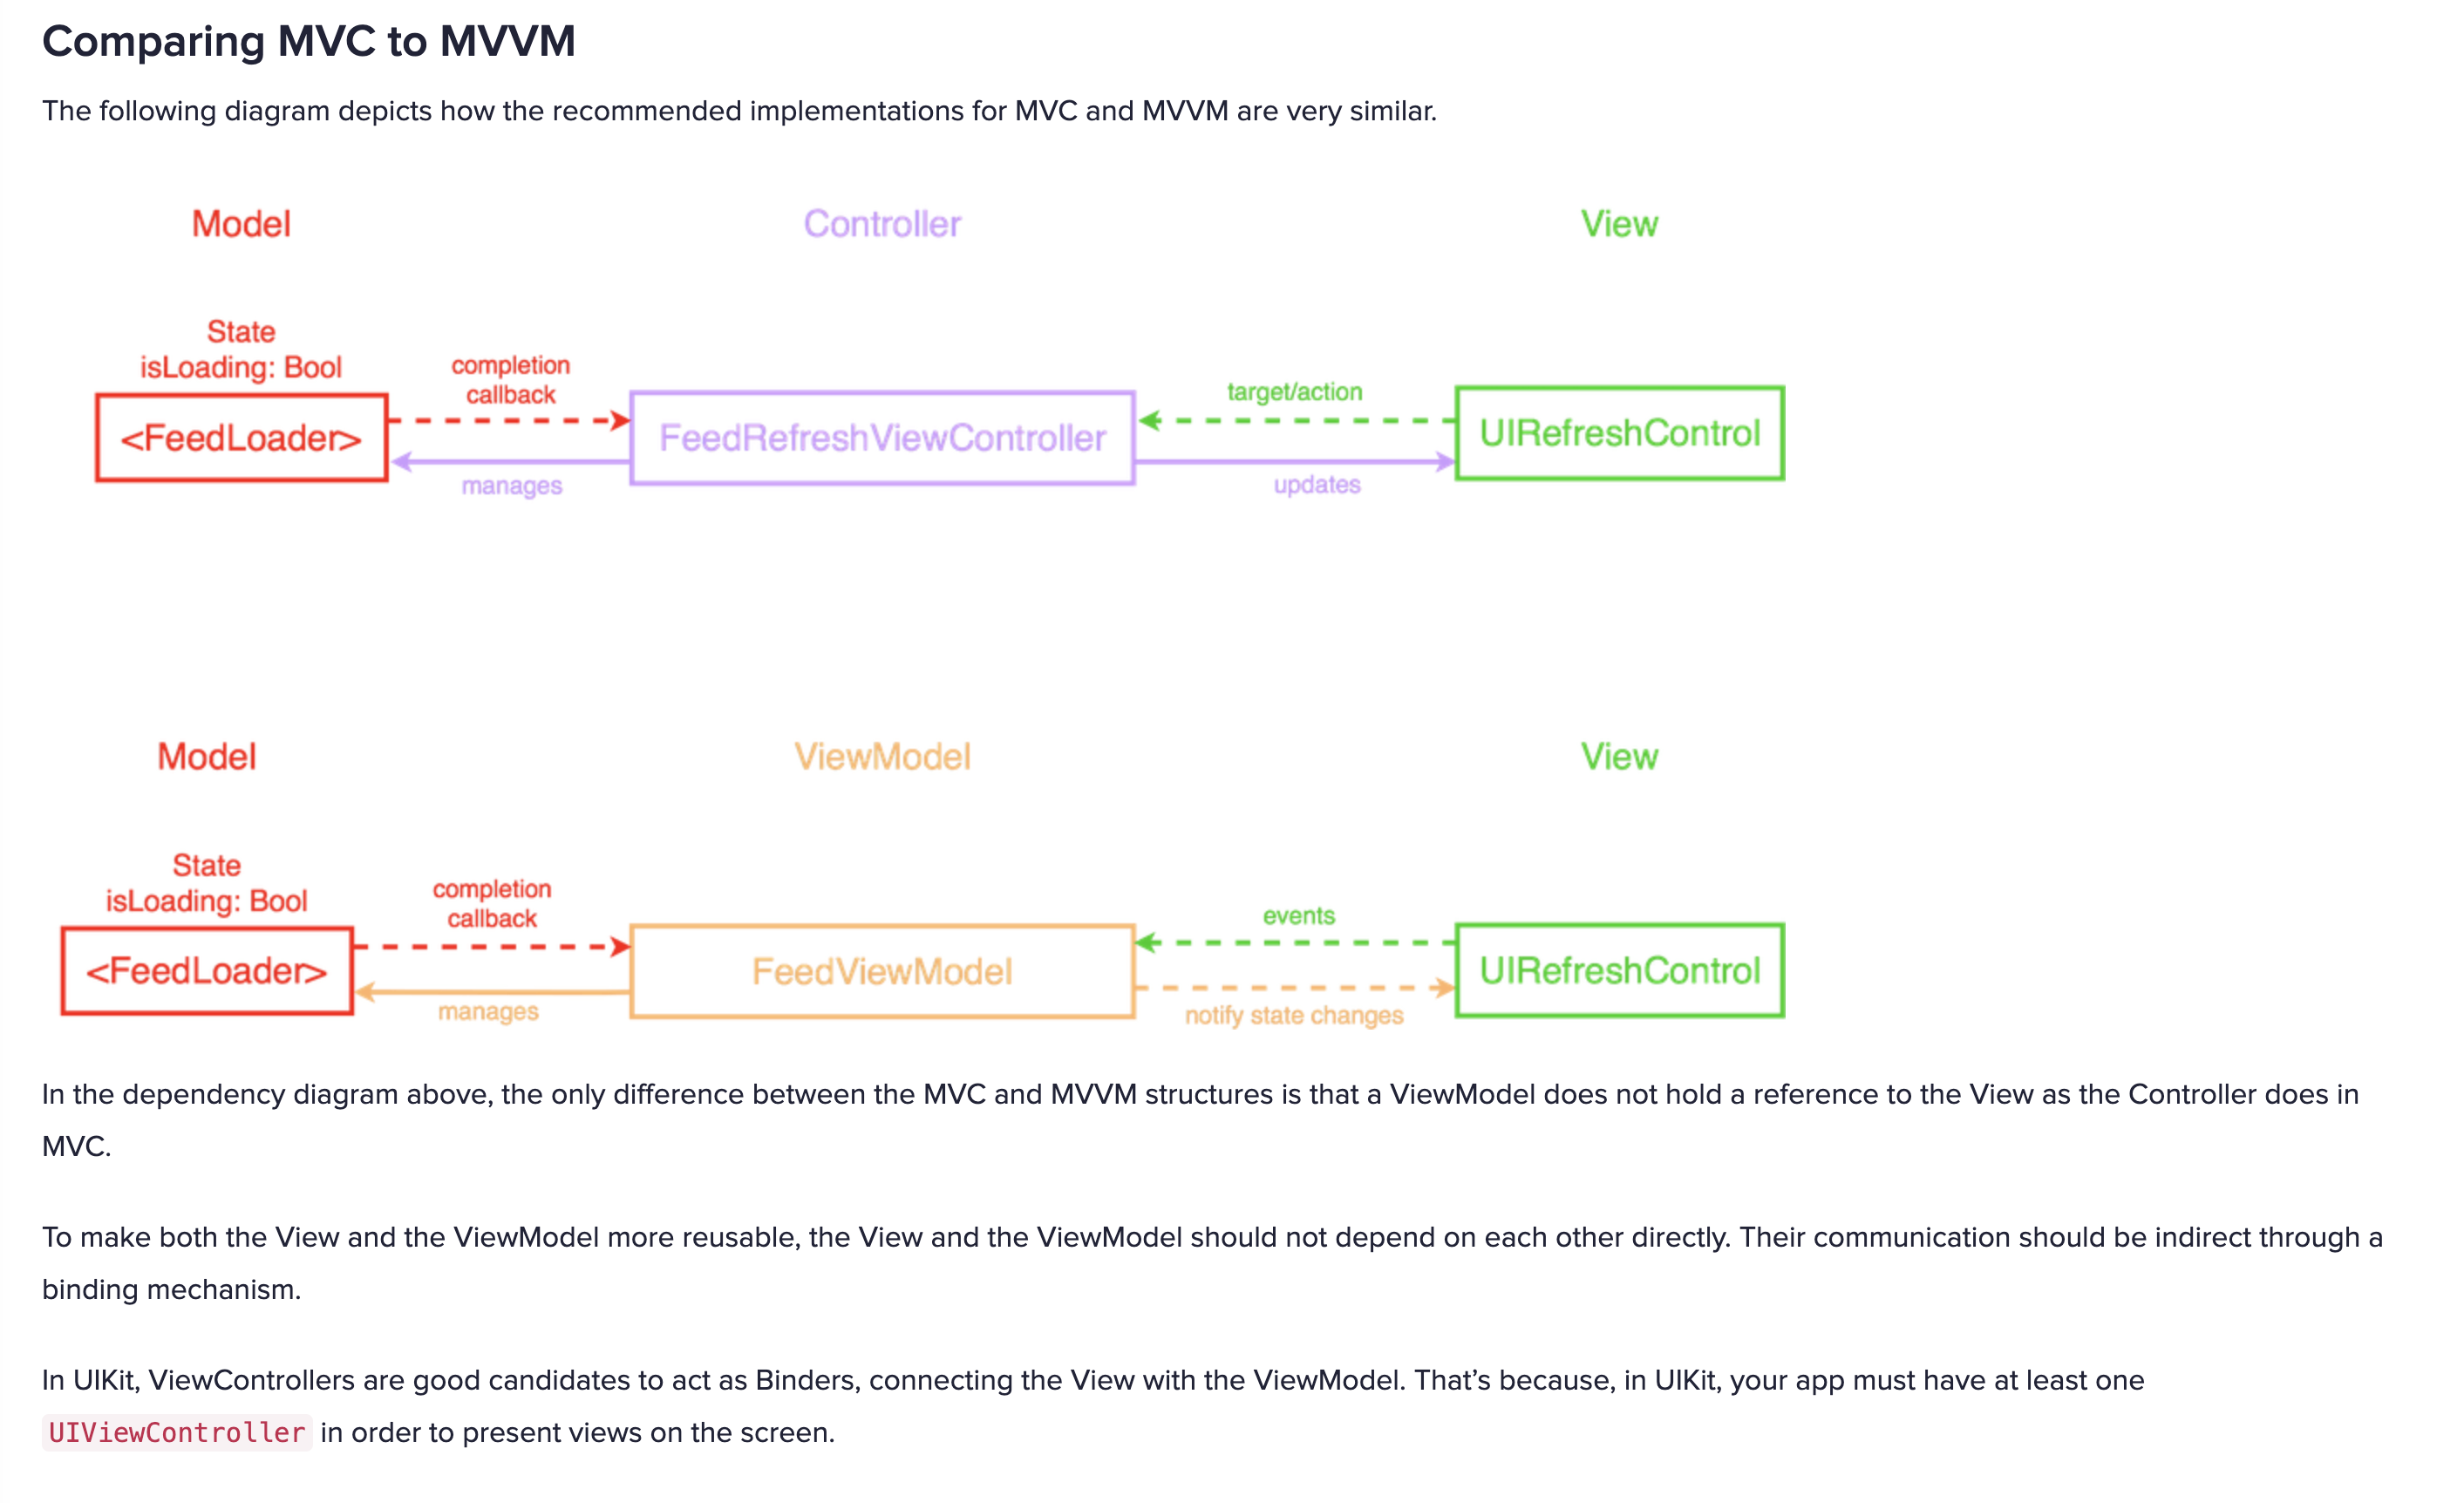 Comparing MVC to MVVM
The following diagram depicts how the recommended implementations for MVC and MVVM are very similar.
Model
Controller
View
State
isLoading: Bool
completion
callback
target/action
<FeedLoader>
FeedRefreshViewController
UIRefreshControl
manages
updates
Model
ViewModel
View
State
isLoading: Bool
completion
callback
events
<FeedLoader>
FeedViewModel
UIRefreshControl
manages
notify state changes
In the dependency diagram above, the only difference between the MVC and MVVM structures is that a ViewModel does not hold a reference to the View as the Controller does in
MVC.
To make both the View and the ViewModel more reusable, the View and the ViewModel should not depend on each other directly. Their communication should be indirect through a
binding mechanism.
In UIKit, ViewControllers are good candidates to act as Binders, connecting the View with the ViewModel. That’s because, in UIKit, your app must have at least one
UIViewController in order to present views on the screen.